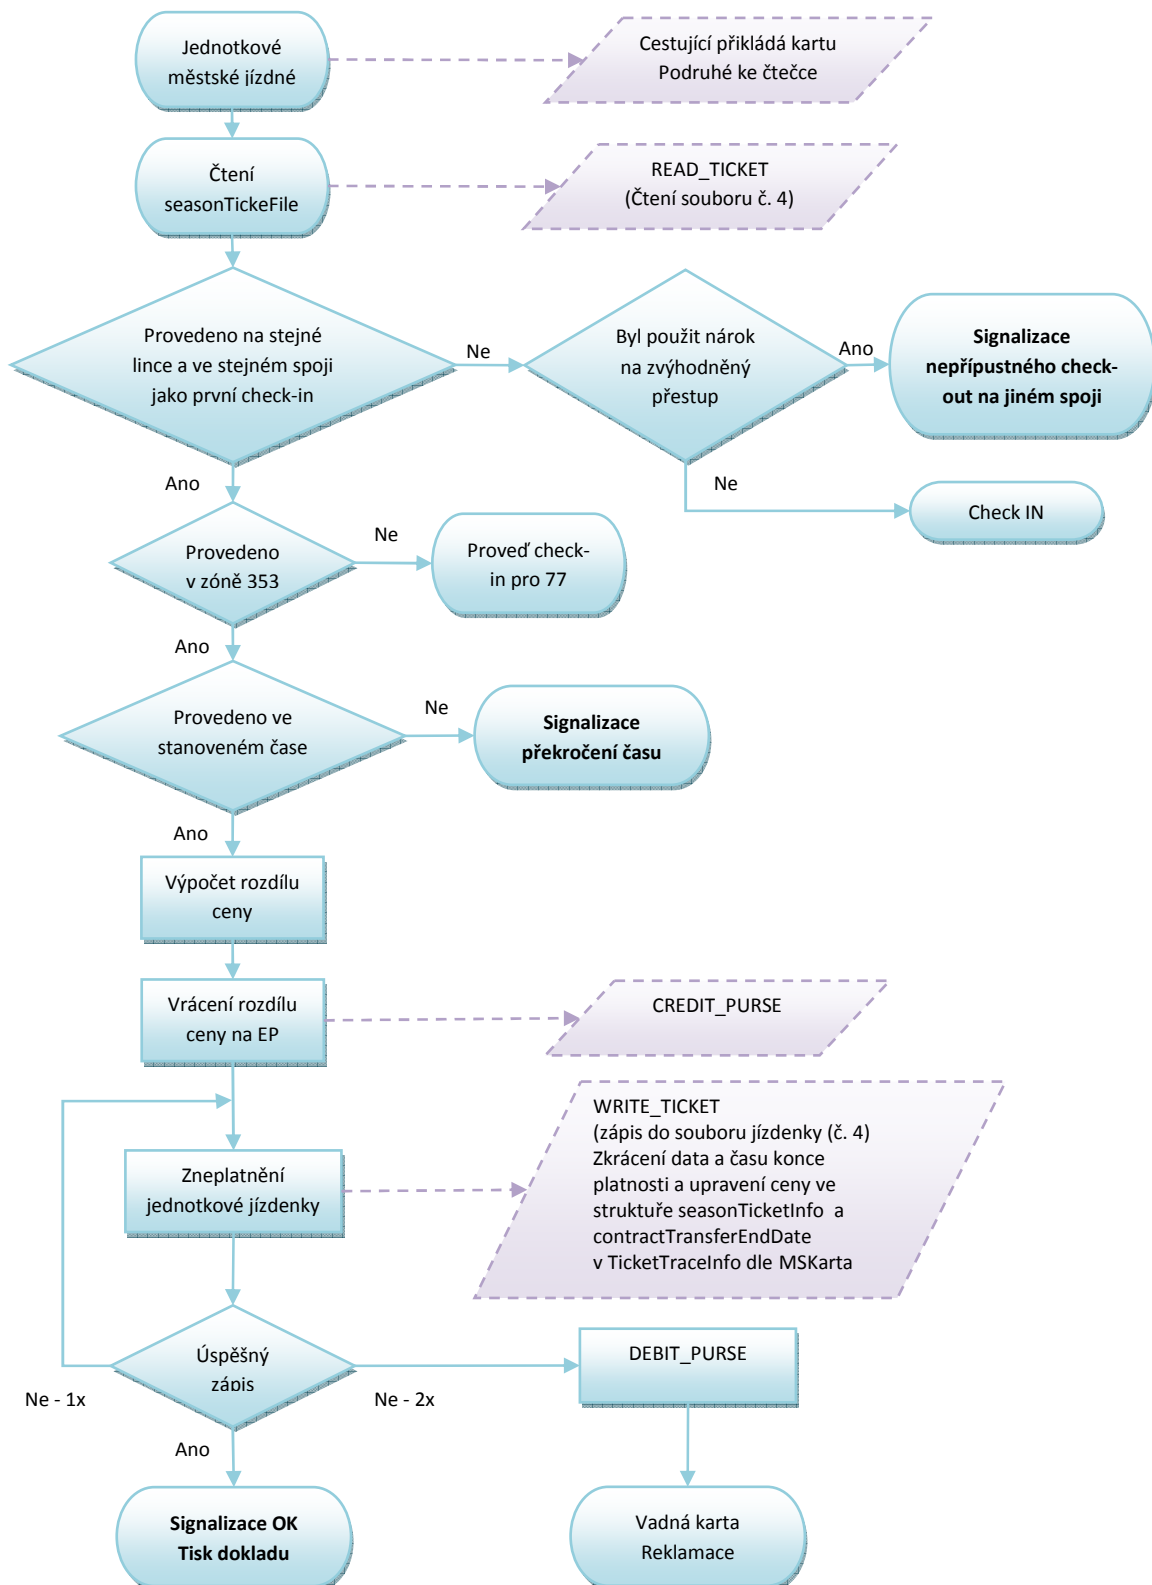 Jednotkové
městské jízdné
Cestující přikládá kartu
Podruhé ke čtečce
Čtení
seasonTickeFile
READ_TICKET
(Čtení souboru č. 4)
Provedeno na stejné
lince a ve stejném spoji
jako první check-in
Ne
Byl použit nárok
na zvýhodněný
přestup
Ano
Signalizace
nepřípustného check-
out na jiném spoji
Ano
Ne
Check IN
Provedeno
v zóně 353
Ne
Proveď check-
in pro 77
Ano
Provedeno ve
stanoveném čase
Ne
Signalizace
překročení času
Ano
Výpočet rozdílu
ceny
Vrácení rozdílu
ceny na EP
CREDIT_PURSE
Zneplatnění
jednotkové jízdenky
WRITE_TICKET
(zápis do souboru jízdenky (č. 4)
Zkrácení data a času konce
platnosti a upravení ceny ve
struktuře seasonTicketInfo a
contractTransferEndDate
v TicketTraceInfo dle MSKarta
Úspěšný
zápis
Ne - 1x
Ne - 2x
DEBIT_PURSE
Ano
Signalizace OK
Tisk dokladu
Vadná karta
Reklamace